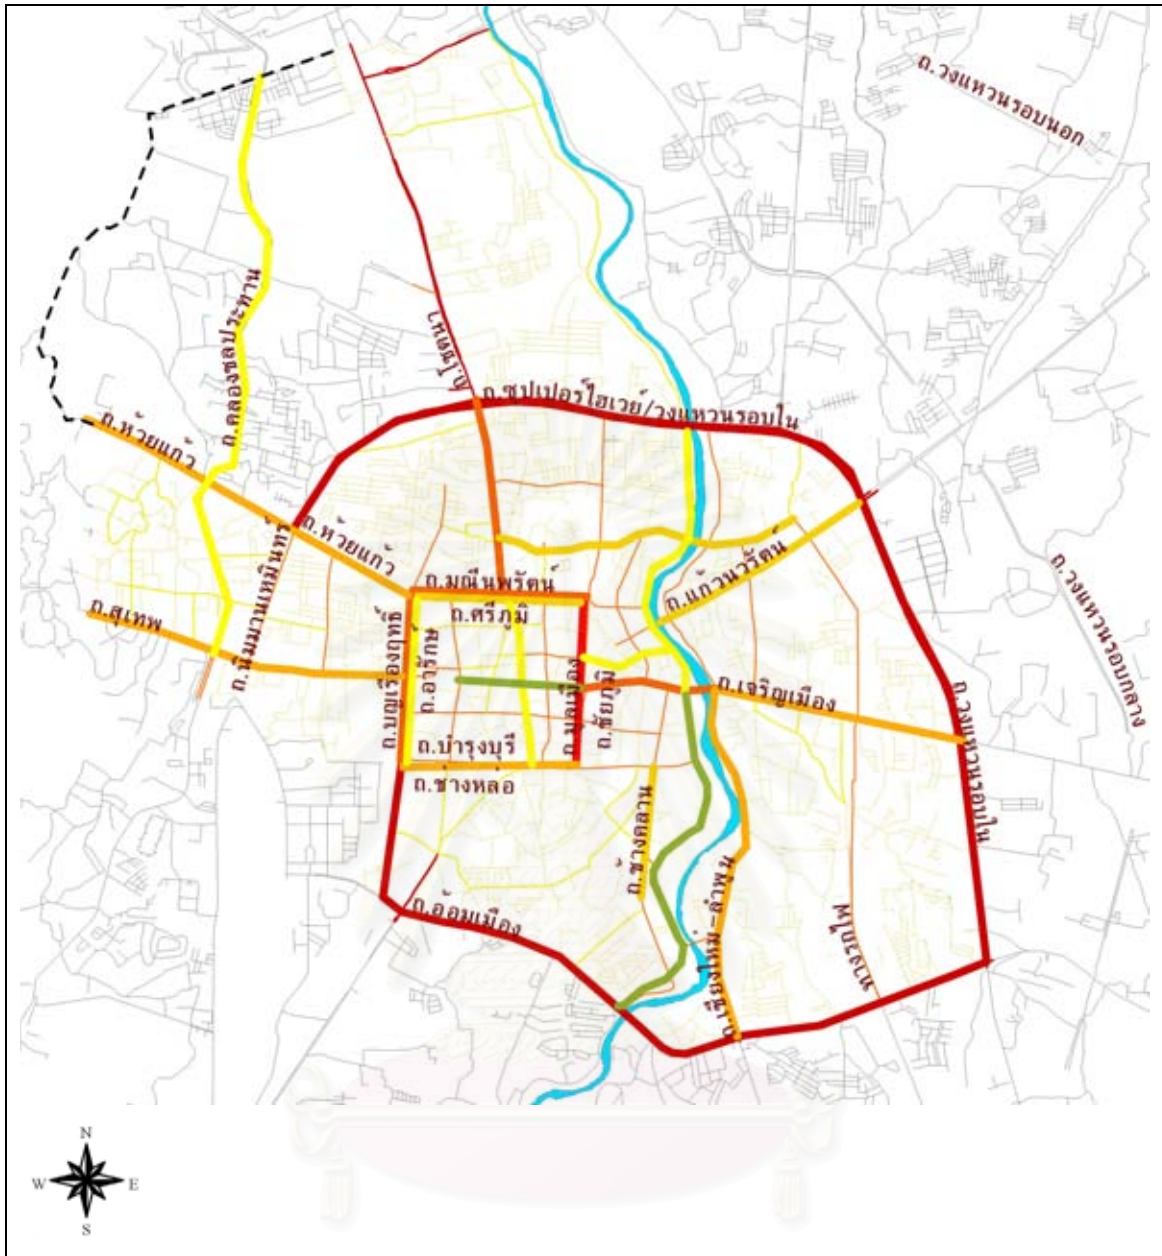 ถ.วงแหวนรอบนอก
ถ.คลองชลประทาน
ถ.โชตนา
ถ.ซุปเปอร์ไฮเวย์/วงแหวนรอบใน
ถ.ห้วยแก้ว
ถ.ห้วยแก้ว
ถ.นิมมานเหมินทร์
ถ.มณีนพรัตน์
ถ.ศรีภูมิ
ถ.แก้วนวรัตน์
ถ.วงแหวนรอบกลาง
ถ.สุเทพ
ถ.บุญเรืองฤทธิ์
ถ.อารักษ์
ถ.มูลเมือง
ถ.ชัยภูมิ
ถ.เจริญเมือง
ถ.วงแหวนรอบใน
ถ.บำรุงบุรี
ถ.ช่างหล่อ
ถ.ช้างคลาน
ถ.เชียงใหม่-ลำพูน
ถ.อ้อมเมือง
N
W
E
S